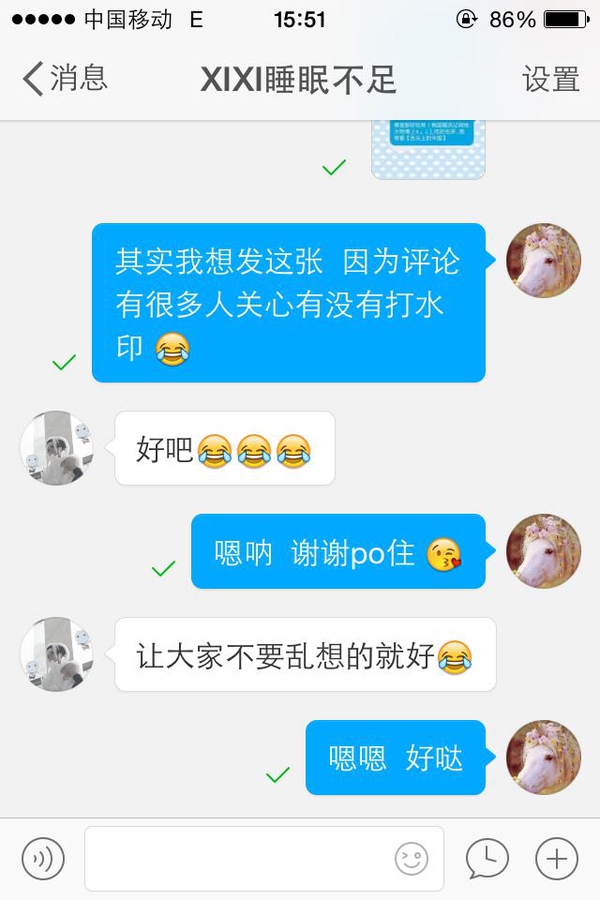 中国移动 E 15:51 86%
消息 XIXI睡眠不足 设置
其实我想发这张 因为评论
有很多人关心有没有打水
印 😂
好吧😂😂😂
嗯呐 谢谢po住 😘
让大家不要乱想的就好😂
嗯嗯 好哒